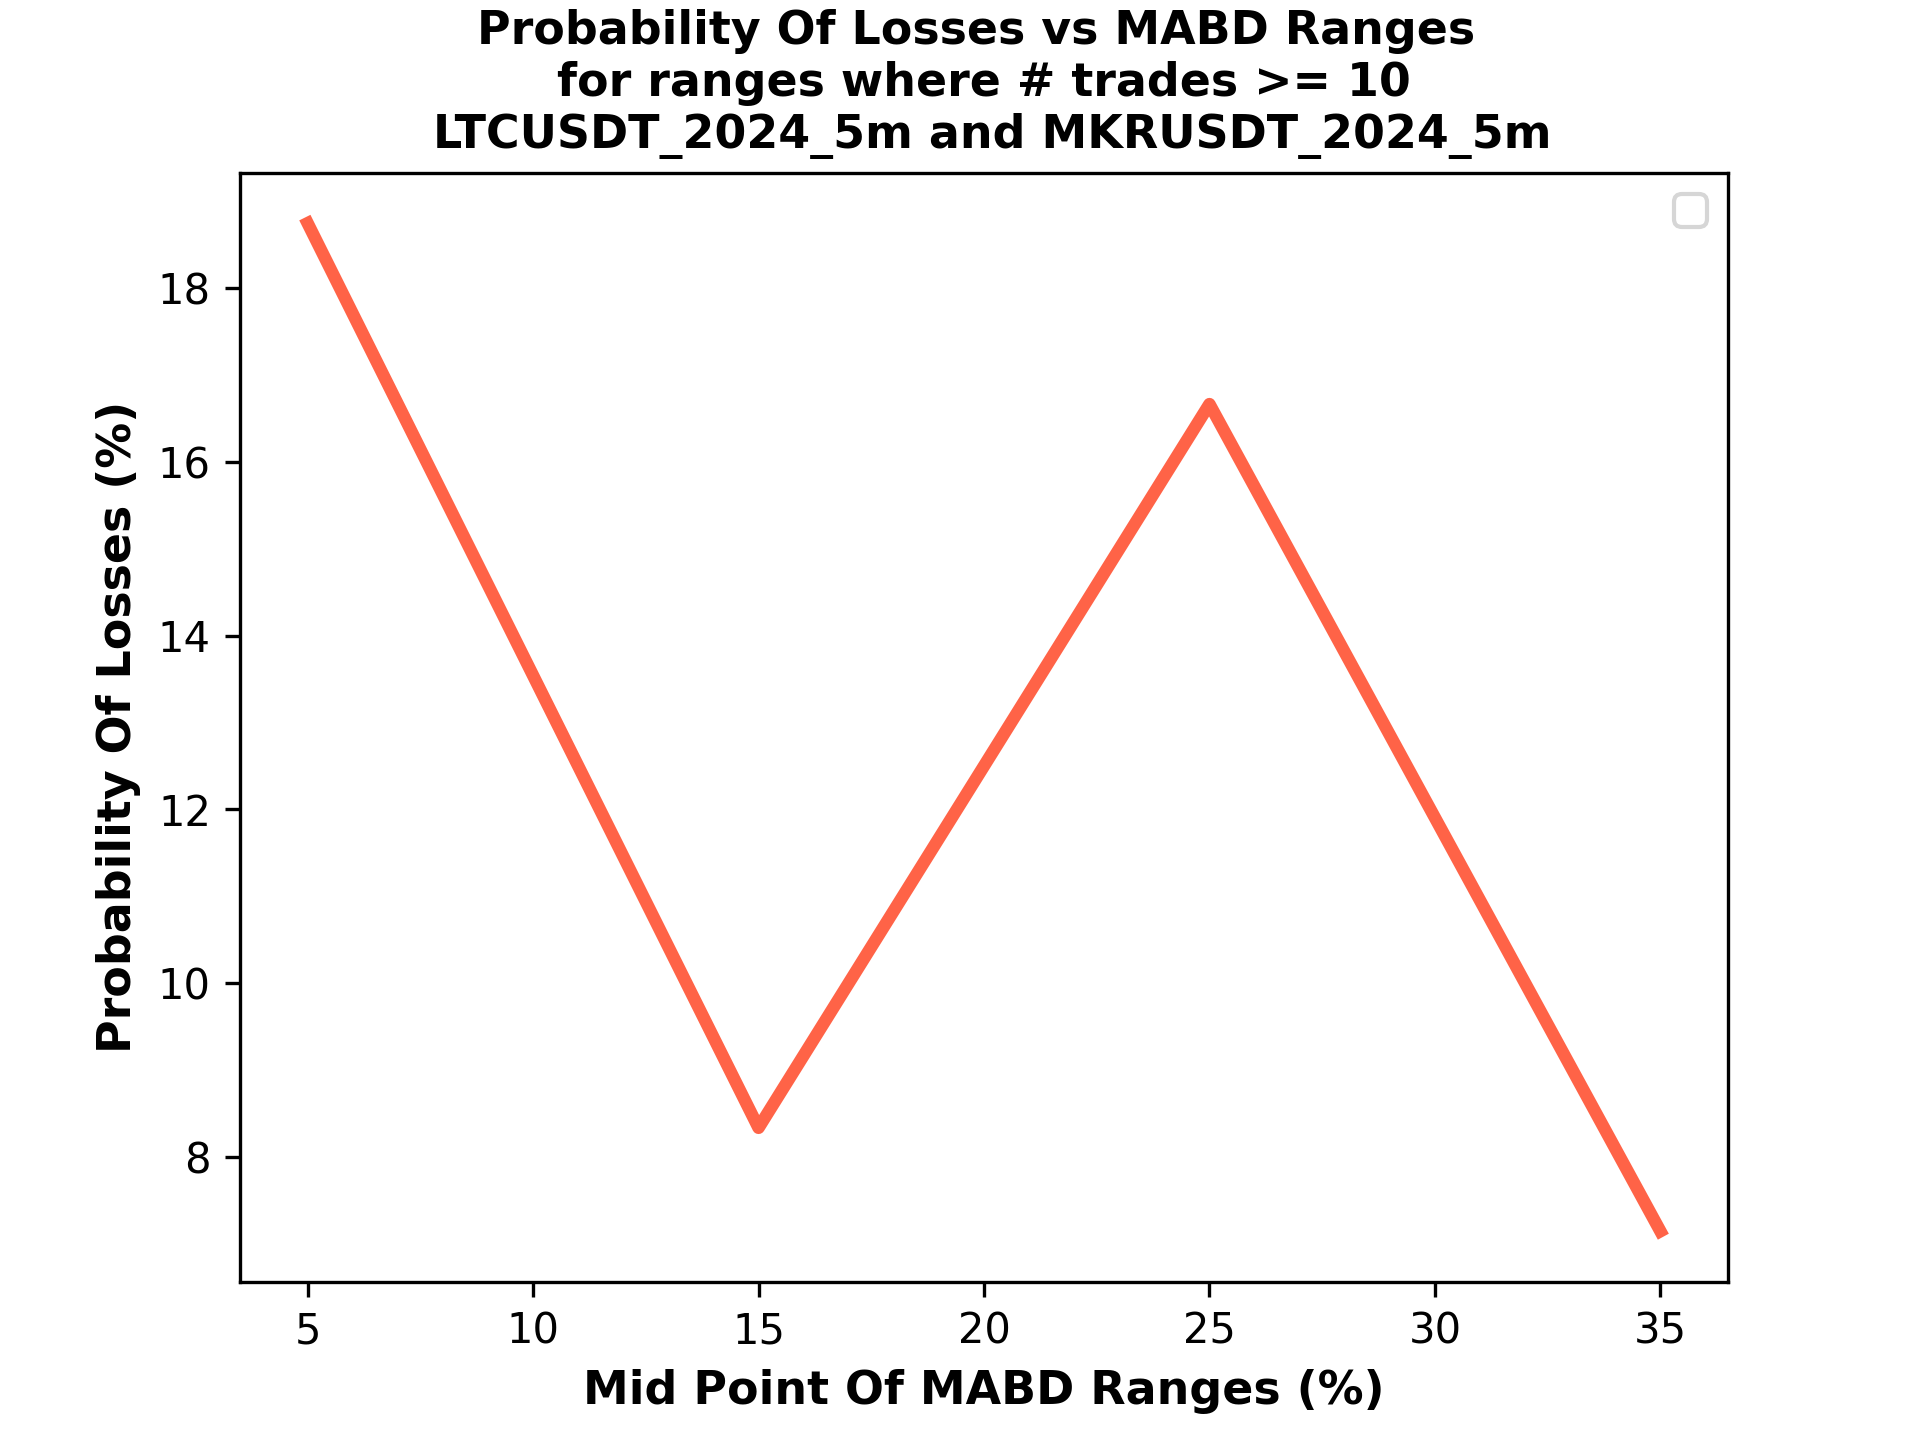 Probability Of Losses vs MABD Ranges
for ranges where # trades >= 10
LTCUSDT_2024_5m and MKRUSDT_2024_5m
Probability Of Losses (%)
18
16
14
12
10
8
5
10
15
20
25
30
35
Mid Point Of MABD Ranges (%)